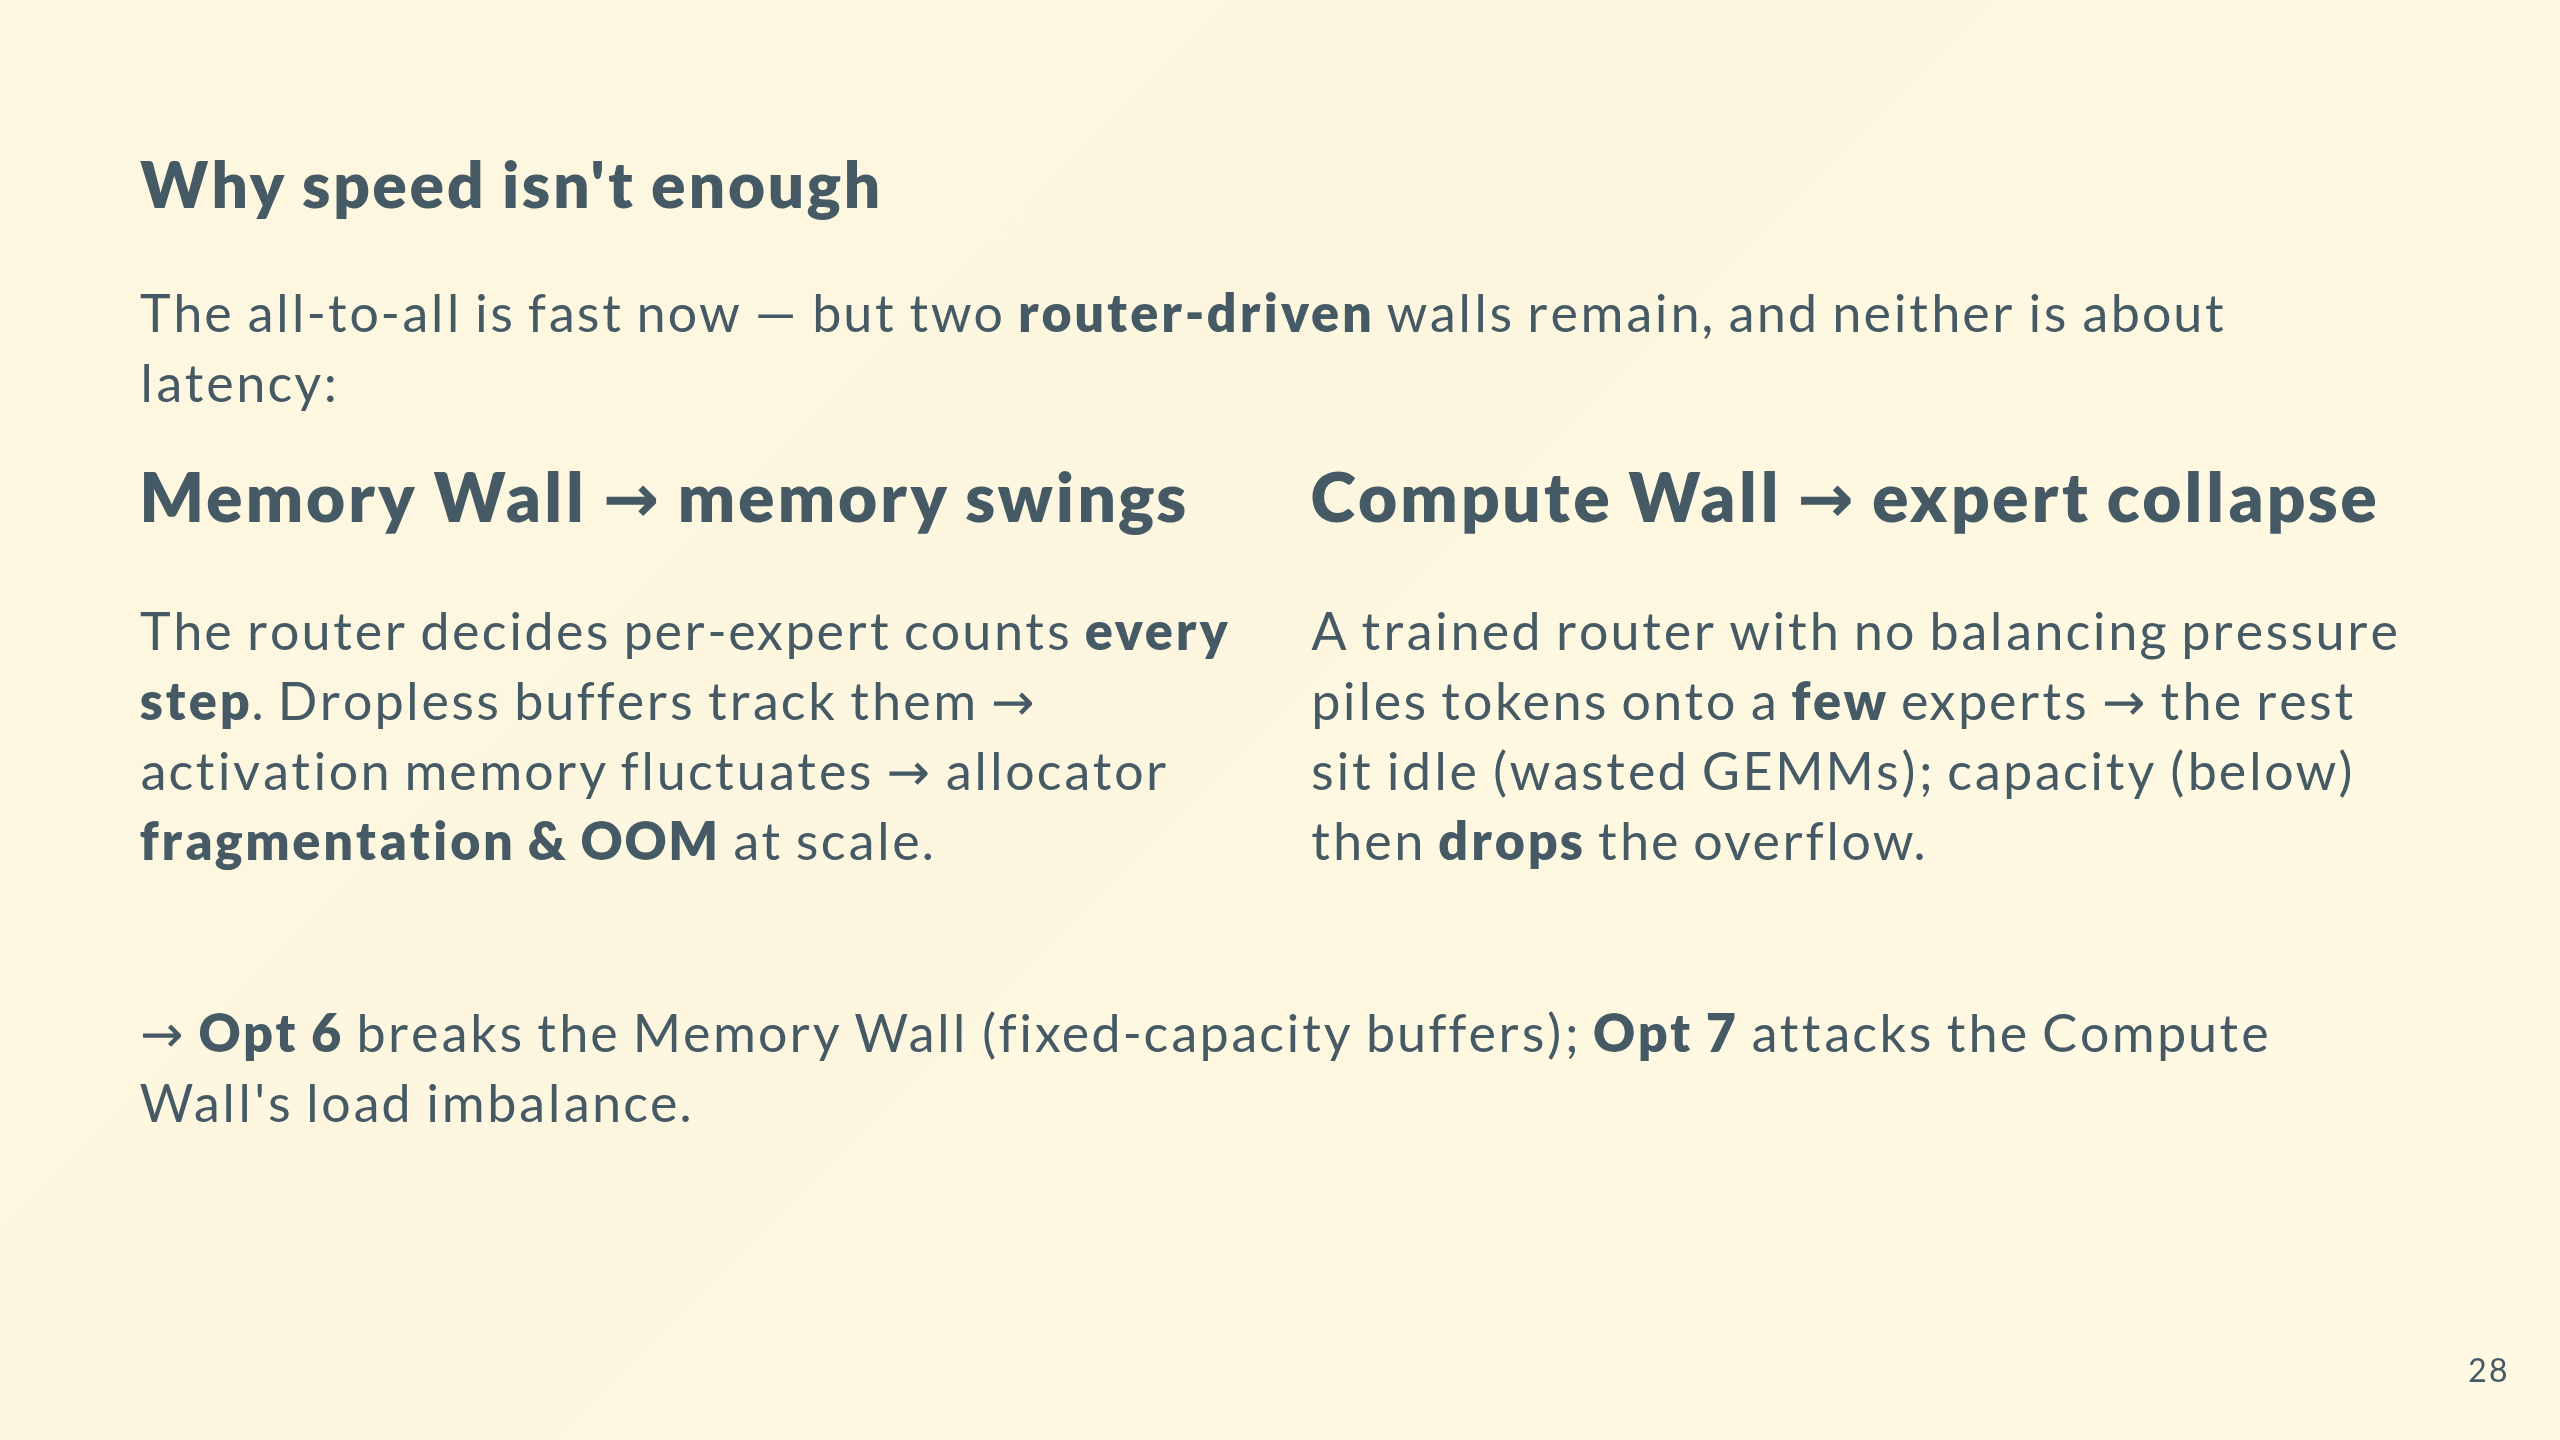 Why speed isn't enough
The all-to-all is fast now — but two router-driven walls remain, and neither is about
latency:
Memory Wall → memory swings
The router decides per-expert counts every
step. Dropless buffers track them →
activation memory fluctuates → allocator
fragmentation & OOM at scale.
Compute Wall → expert collapse
A trained router with no balancing pressure
piles tokens onto a few experts → the rest
sit idle (wasted GEMMs); capacity (below)
then drops the overflow.
→ Opt 6 breaks the Memory Wall (fixed-capacity buffers); Opt 7 attacks the Compute
Wall's load imbalance.
28